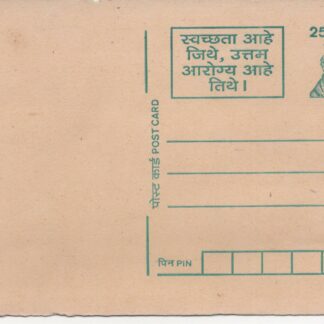 स्वच्छता आहे
जिथे, उत्तम
आरोग्य आहे
तिथे।
25
पोस्ट कार्ड POST CARD
पिन PIN